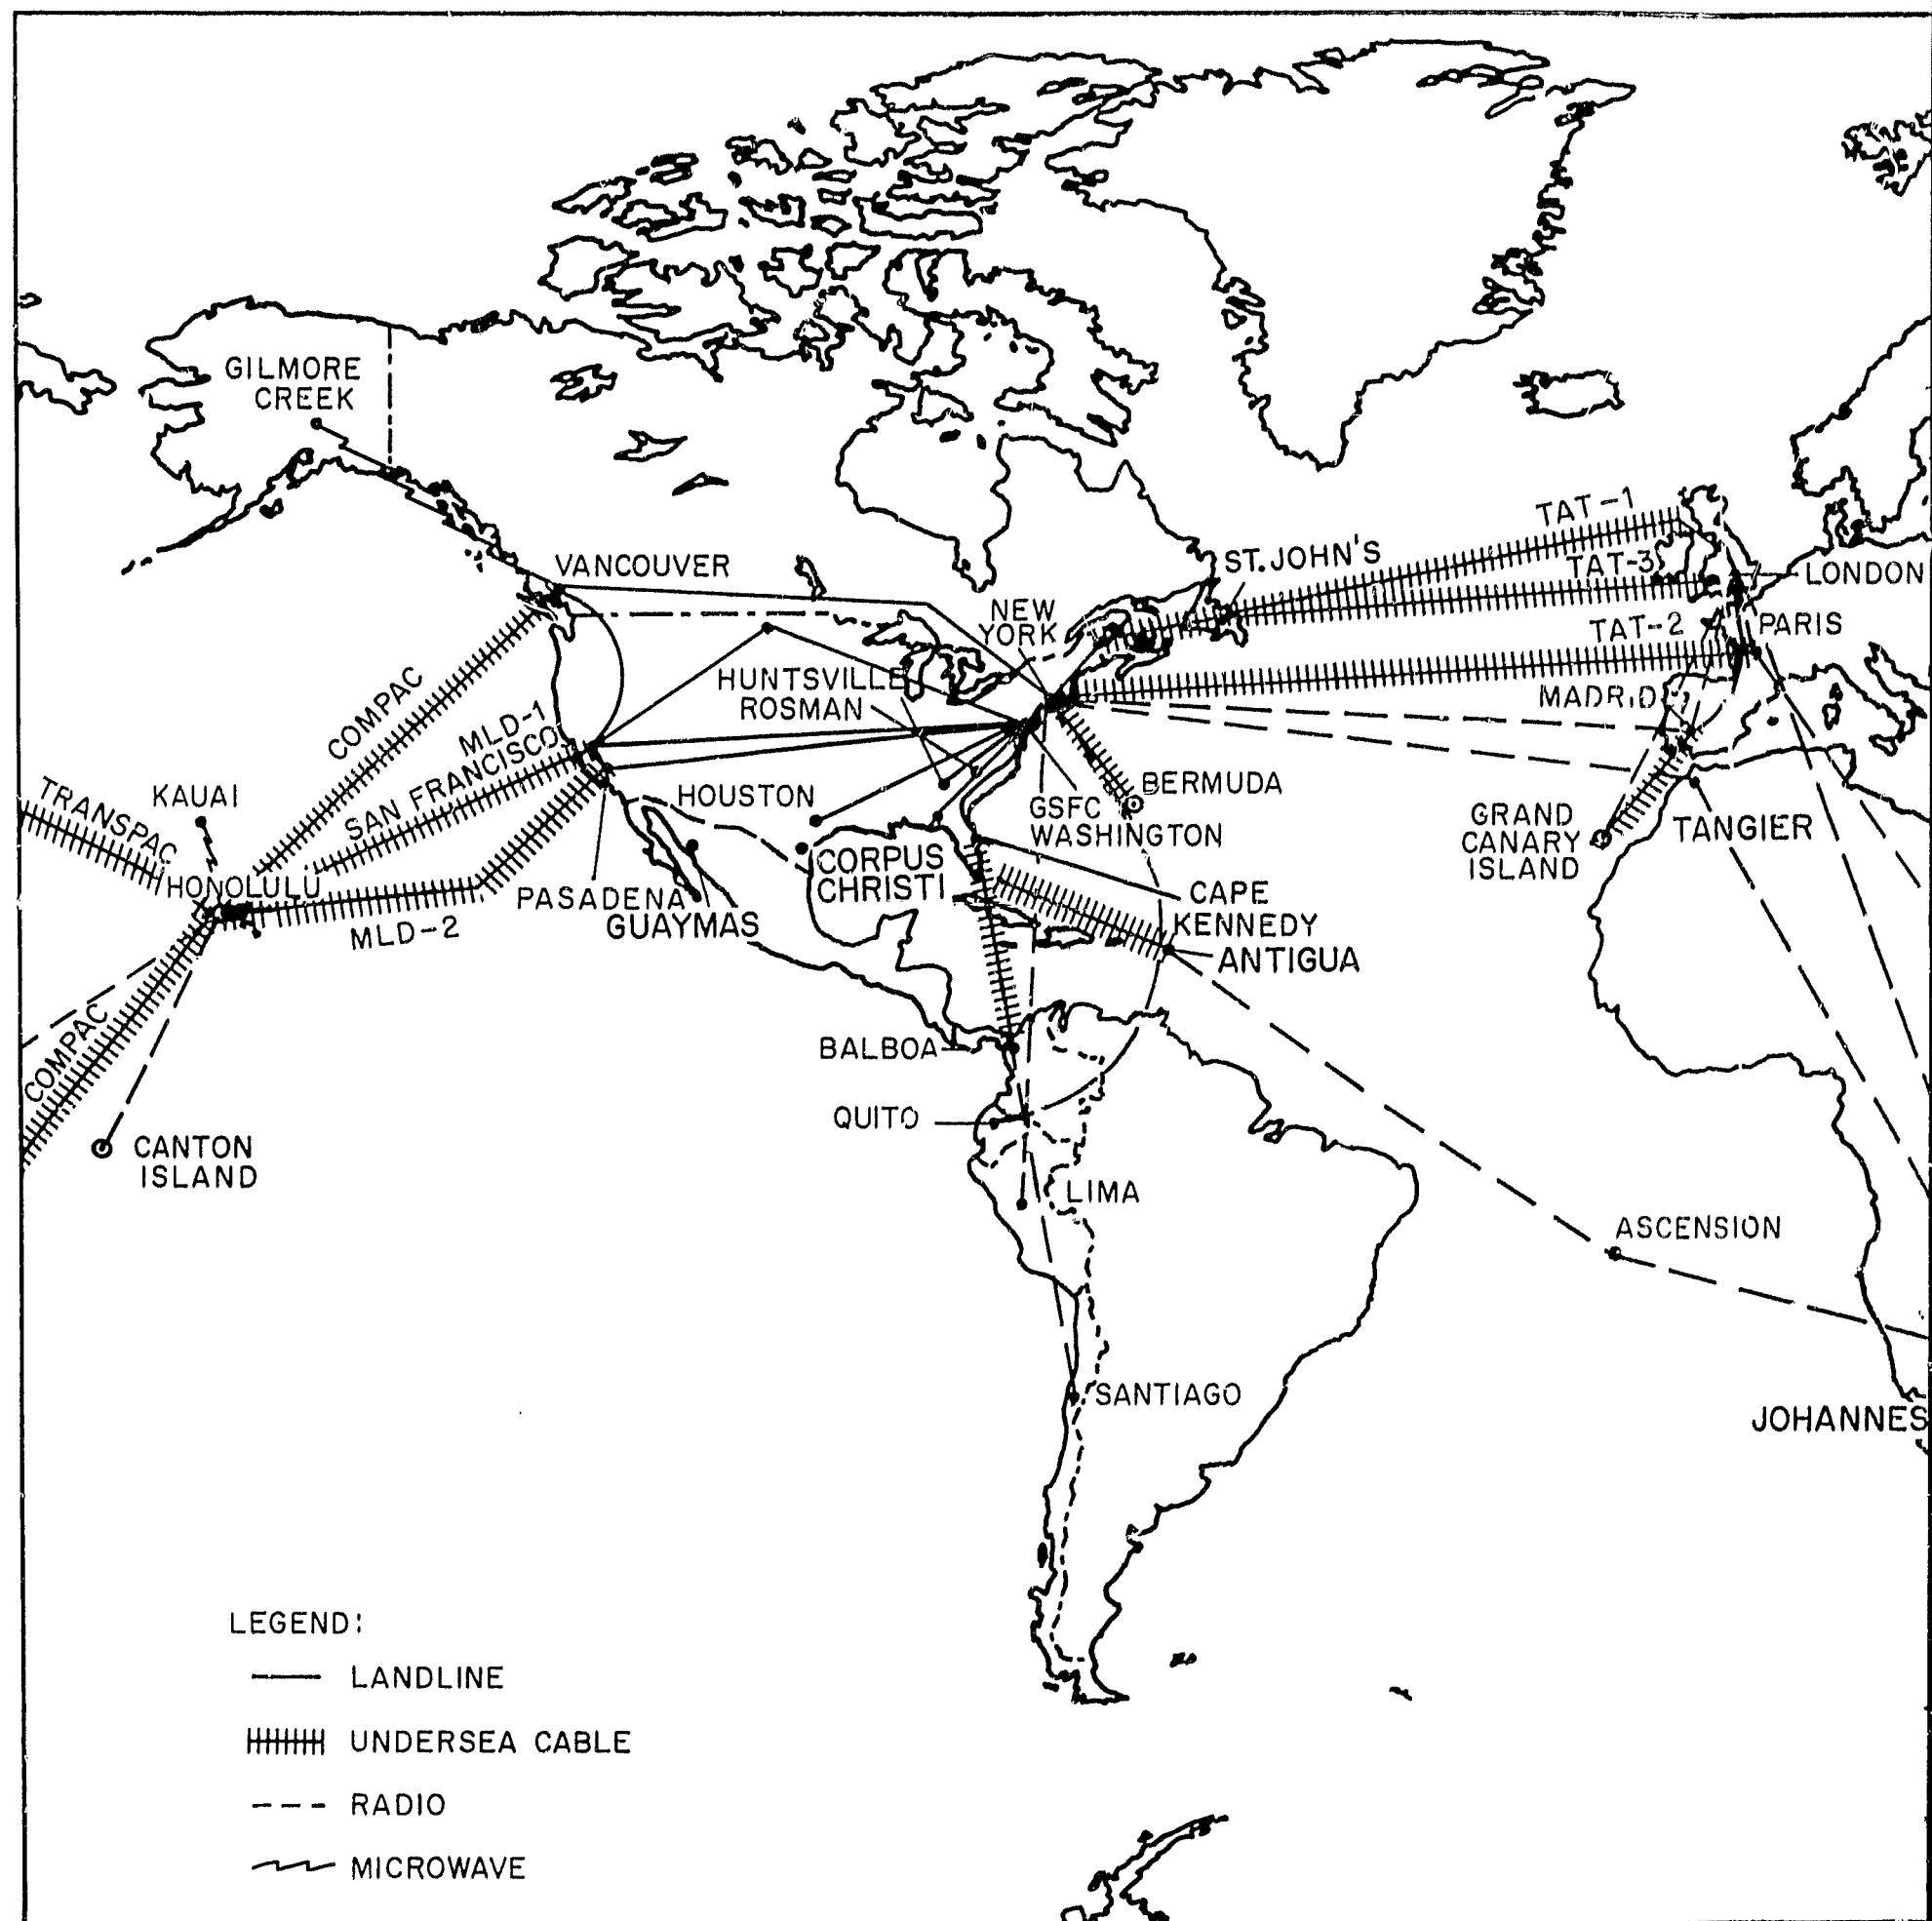 GILMORE
CREEK
VANCOUVER
NEW
YORK
ST. JOHN'S
TAT-1
TAT-3
LONDON
TAT-2
PARIS
MADRID
HUNTSVILLE
ROSMAN
COMPAC
MLD-1
SAN FRANCISCO
TRANSPAC
KAUAI
HONOLULU
MLD-2
PASADENA
GUAYMAS
HOUSTON
CORPUS
CHRISTI
GSFC
WASHINGTON
BERMUDA
GRAND
CANARY
ISLAND
TANGIER
CAPE
KENNEDY
ANTIGUA
COMPAC
CANTON
ISLAND
BALBOA
QUITO
LIMA
ASCENSION
SANTIAGO
JOHANNES
LEGEND:
LANDLINE
UNDERSEA CABLE
RADIO
MICROWAVE